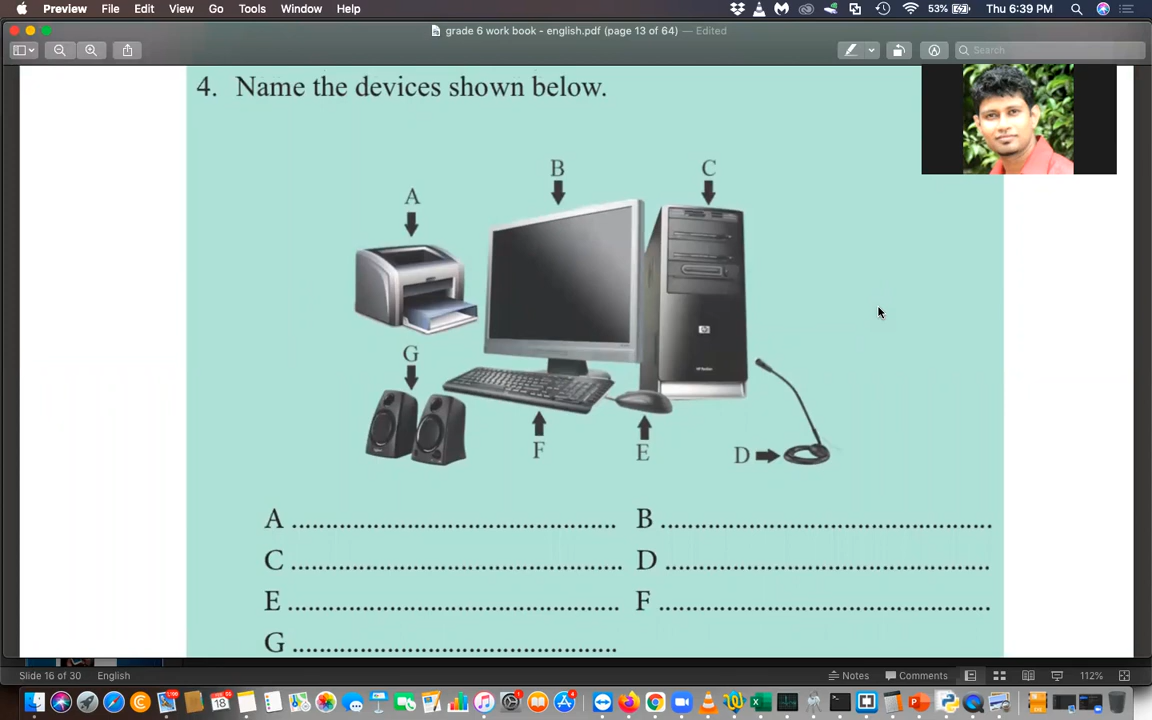 Preview File Edit View Go Tools Window Help 53% Thu 6:39 PM
grade 6 work book - english.pdf (page 13 of 64) — Edited
Search
4. Name the devices shown below.
B
C
A
G
F
E
D
A ................................................ B ................................................
C ................................................ D ................................................
E ................................................ F ................................................
G ................................................
Slide 16 of 30 English Notes Comments 112%